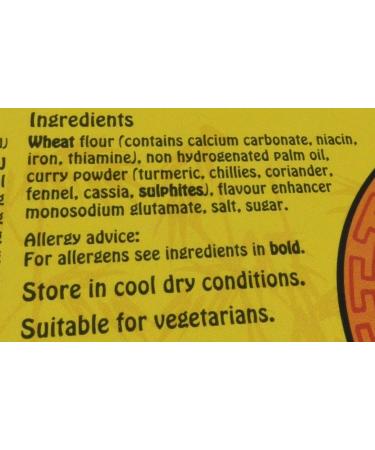 Ingredients
Wheat flour (contains calcium carbonate, niacin,
iron, thiamine), non hydrogenated palm oil,
curry powder (turmeric, chillies, coriander,
fennel, cassia, sulphites), flavour enhancer
monosodium glutamate, salt, sugar.
Allergy advice:
For allergens see ingredients in bold.
Store in cool dry conditions.
Suitable for vegetarians.